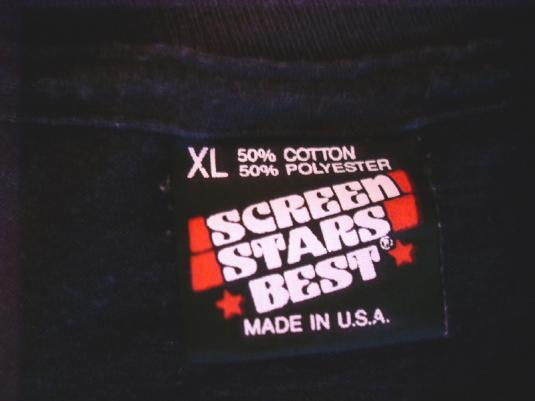 XL 50% COTTON
50% POLYESTER
SCREEN
STARS
BEST®
MADE IN U.S.A.